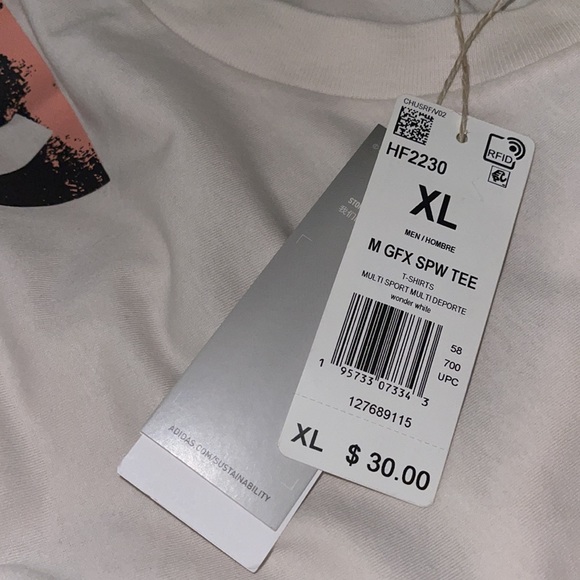 CHUSRF/V02
HF2230
RFID
XL
MEN / HOMBRE
M GFX SPW TEE
T-SHIRTS
MULTI SPORT MULTI DEPORTE
wonder white
58
700
UPC
1 95733 07334 3
127689115
XL $ 30.00
ADIDAS.COM/SUSTAINABILITY